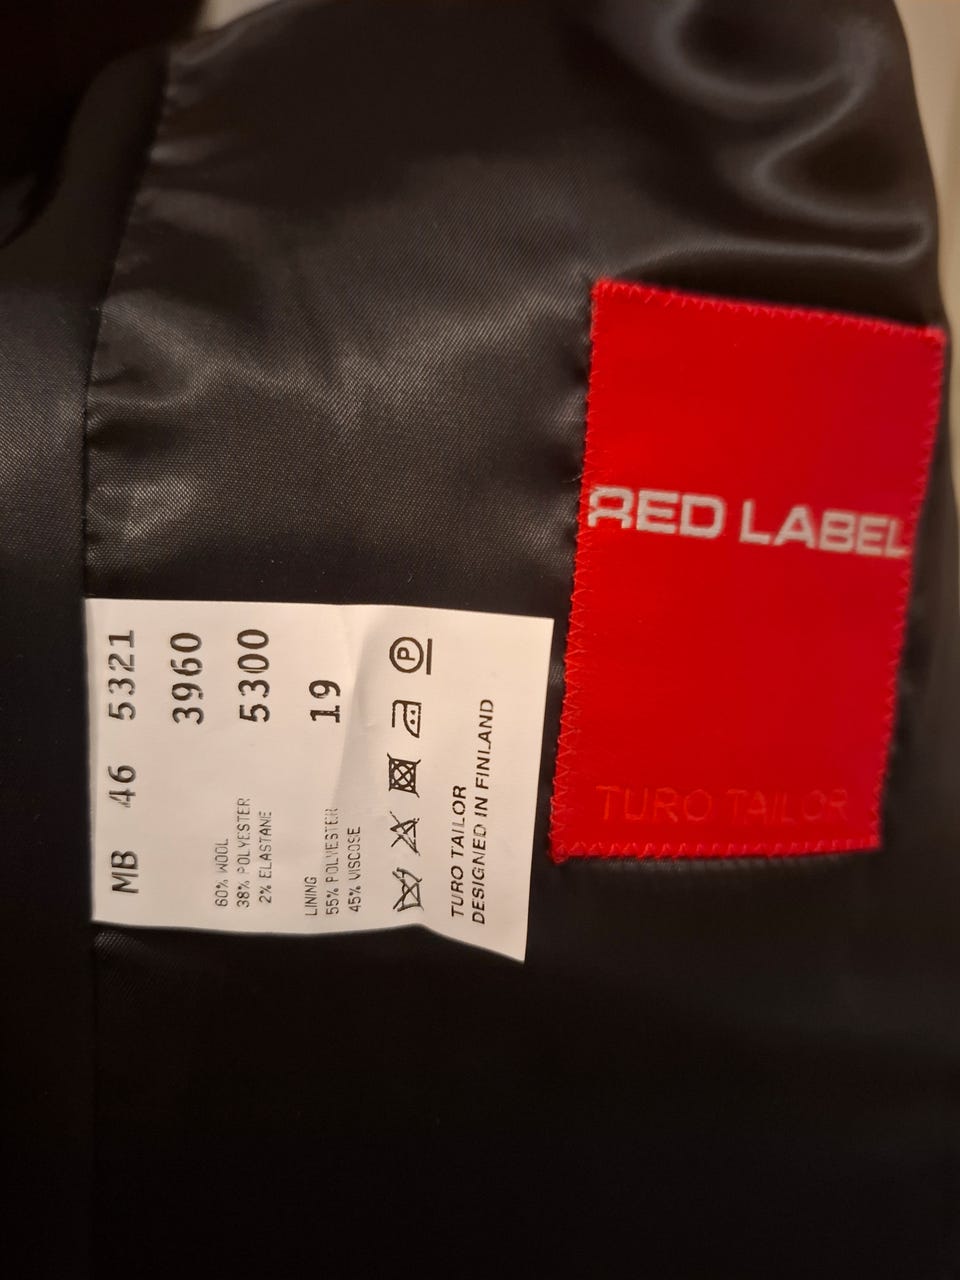 MB 46 5321
3960
5300
19
60% WOOL
38% POLYESTER
2% ELASTANE
LINING
55% POLYESTER
45% VISCOSE
P
TURO TAILOR
DESIGNED IN FINLAND
RED LABEL
TURO TAILOR